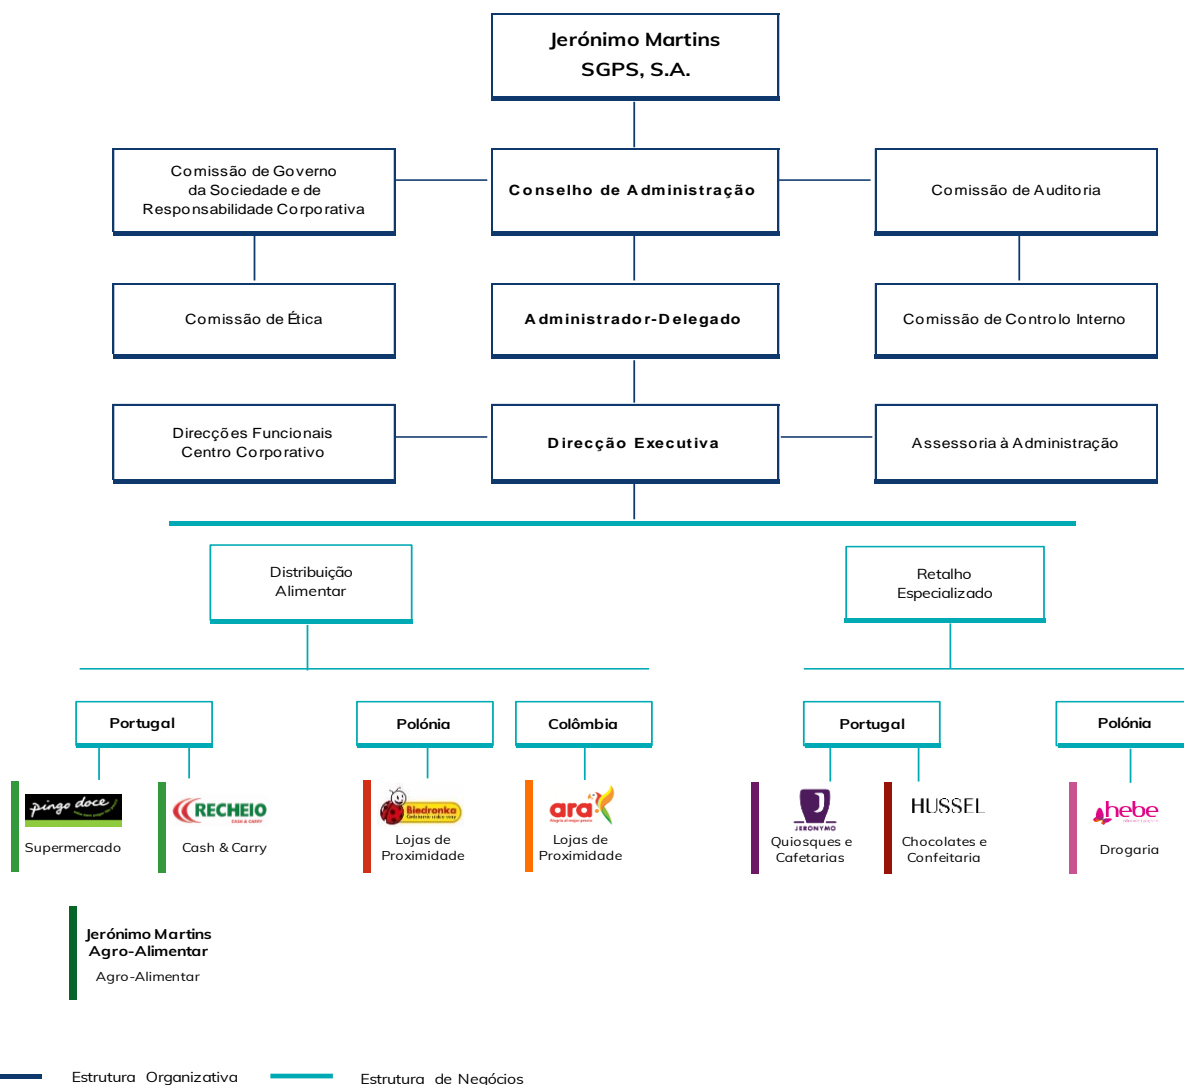 Jerónimo Martins
SGPS, S.A.
Comissão de Governo
da Sociedade e de
Responsabilidade Corporativa
Conselho de Administração
Comissão de Auditoria
Comissão de Ética
Administrador-Delegado
Comissão de Controlo Interno
Direcções Funcionais
Centro Corporativo
Direcção Executiva
Assessoria à Administração
Distribuição
Alimentar
Retalho
Especializado
Portugal
Polónia
Colômbia
Portugal
Polónia
pingo doce
Supermercado
RECHEIO
CASH & CARRY
Cash & Carry
Biedronka
Lojas de
Proximidade
ara
Lojas de
Proximidade
JERONYMO
Quiosques e
Cafetarias
HUSSEL
Chocolates e
Confeitaria
hebe
Drogaria
Jerónimo Martins
Agro-Alimentar
Agro-Alimentar
Estrutura Organizativa
Estrutura de Negócios